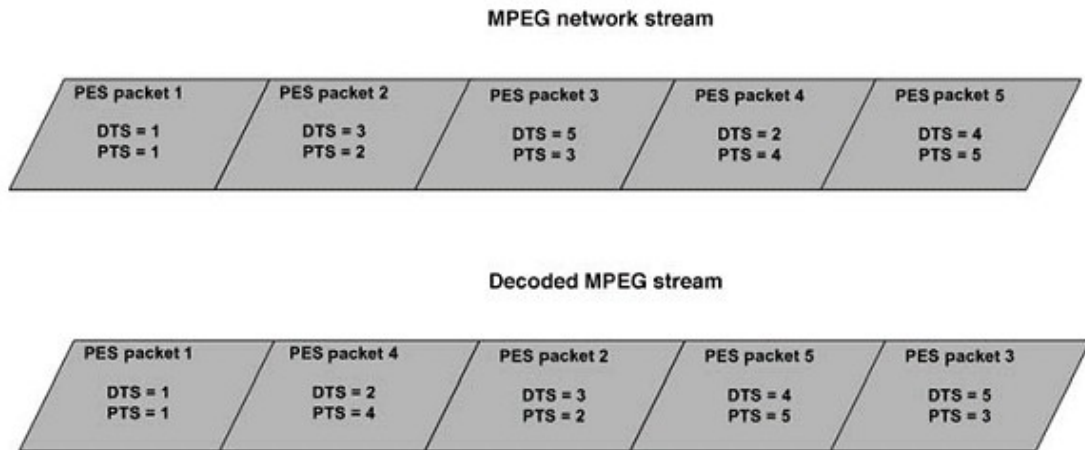 MPEG network stream
PES packet 1
DTS = 1
PTS = 1
PES packet 2
DTS = 3
PTS = 2
PES packet 3
DTS = 5
PTS = 3
PES packet 4
DTS = 2
PTS = 4
PES packet 5
DTS = 4
PTS = 5
Decoded MPEG stream
PES packet 1
DTS = 1
PTS = 1
PES packet 4
DTS = 2
PTS = 4
PES packet 2
DTS = 3
PTS = 2
PES packet 5
DTS = 4
PTS = 5
PES packet 3
DTS = 5
PTS = 3